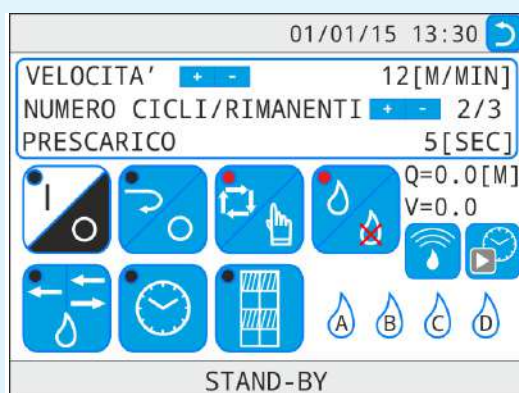 01/01/15 13:30
VELOCITA' + - 12[M/MIN]
NUMERO CICLI/RIMANENTI + - 2/3
PRESCARICO 5[SEC]
Q=0.0[M]
V=0.0
A B C D
STAND-BY